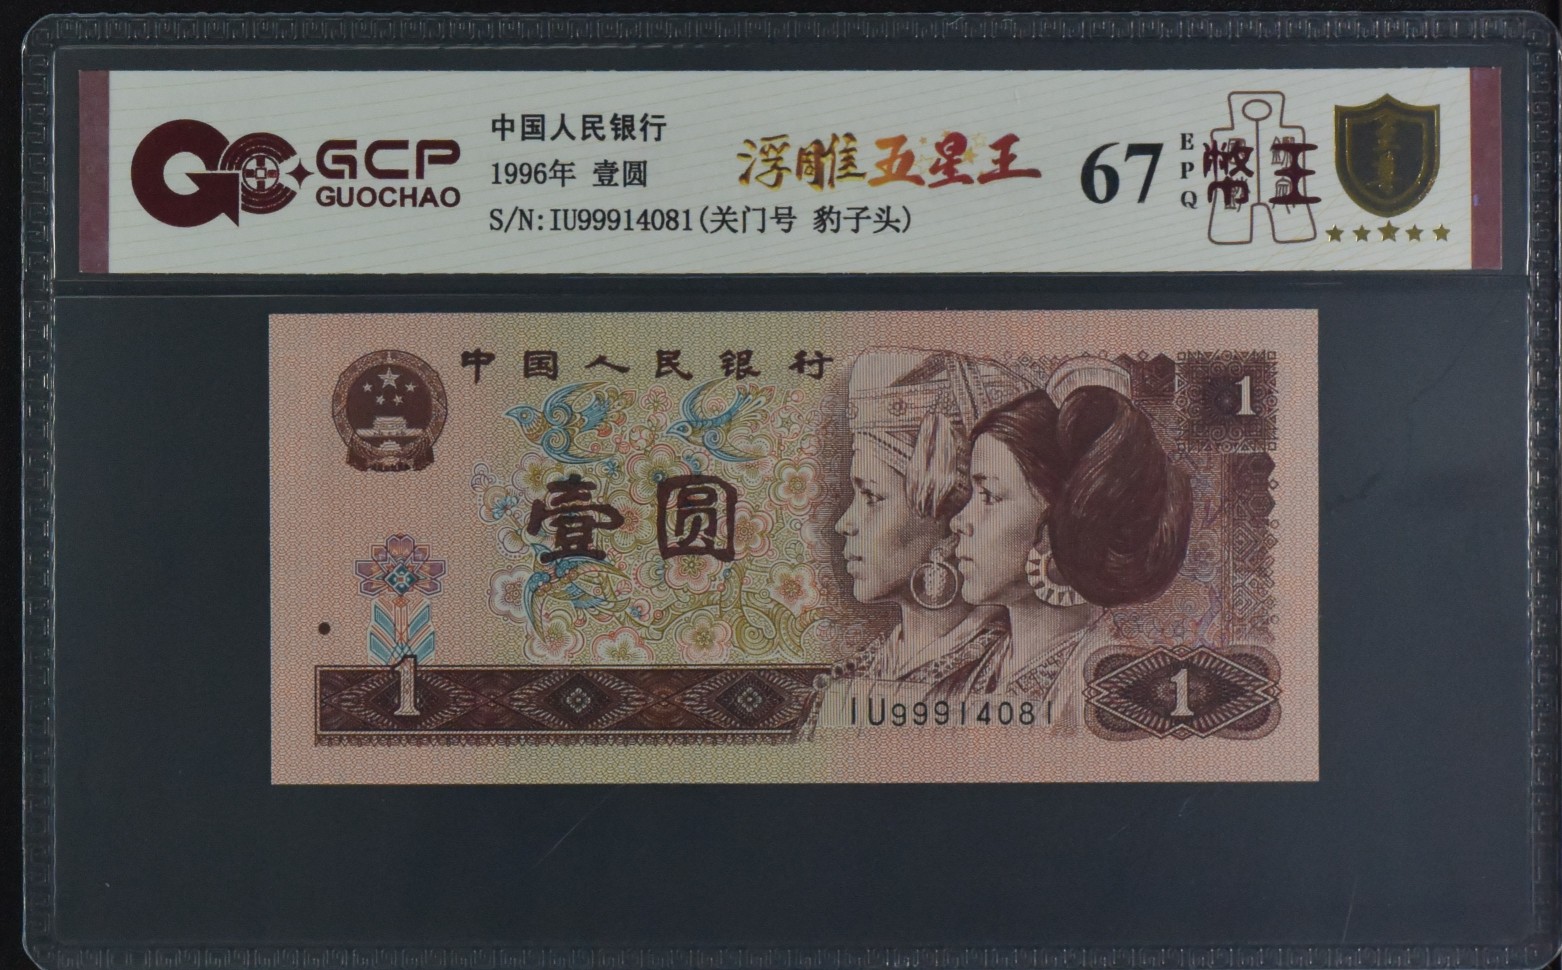 GCP
GUOCHAO
中国人民银行
1996年 壹圆
S/N:IU99914081(关门号 豹子头)
浮雕五星王
67
EPQ
中国人民银行
1
壹圆
1
IU99914081
1